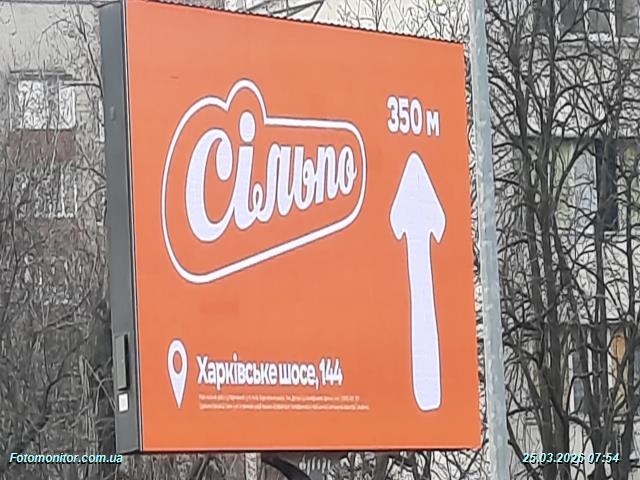 350 м
Сільпо
Харківське шосе, 144
Fotomonitor.com.ua
25.03.2026 07:54